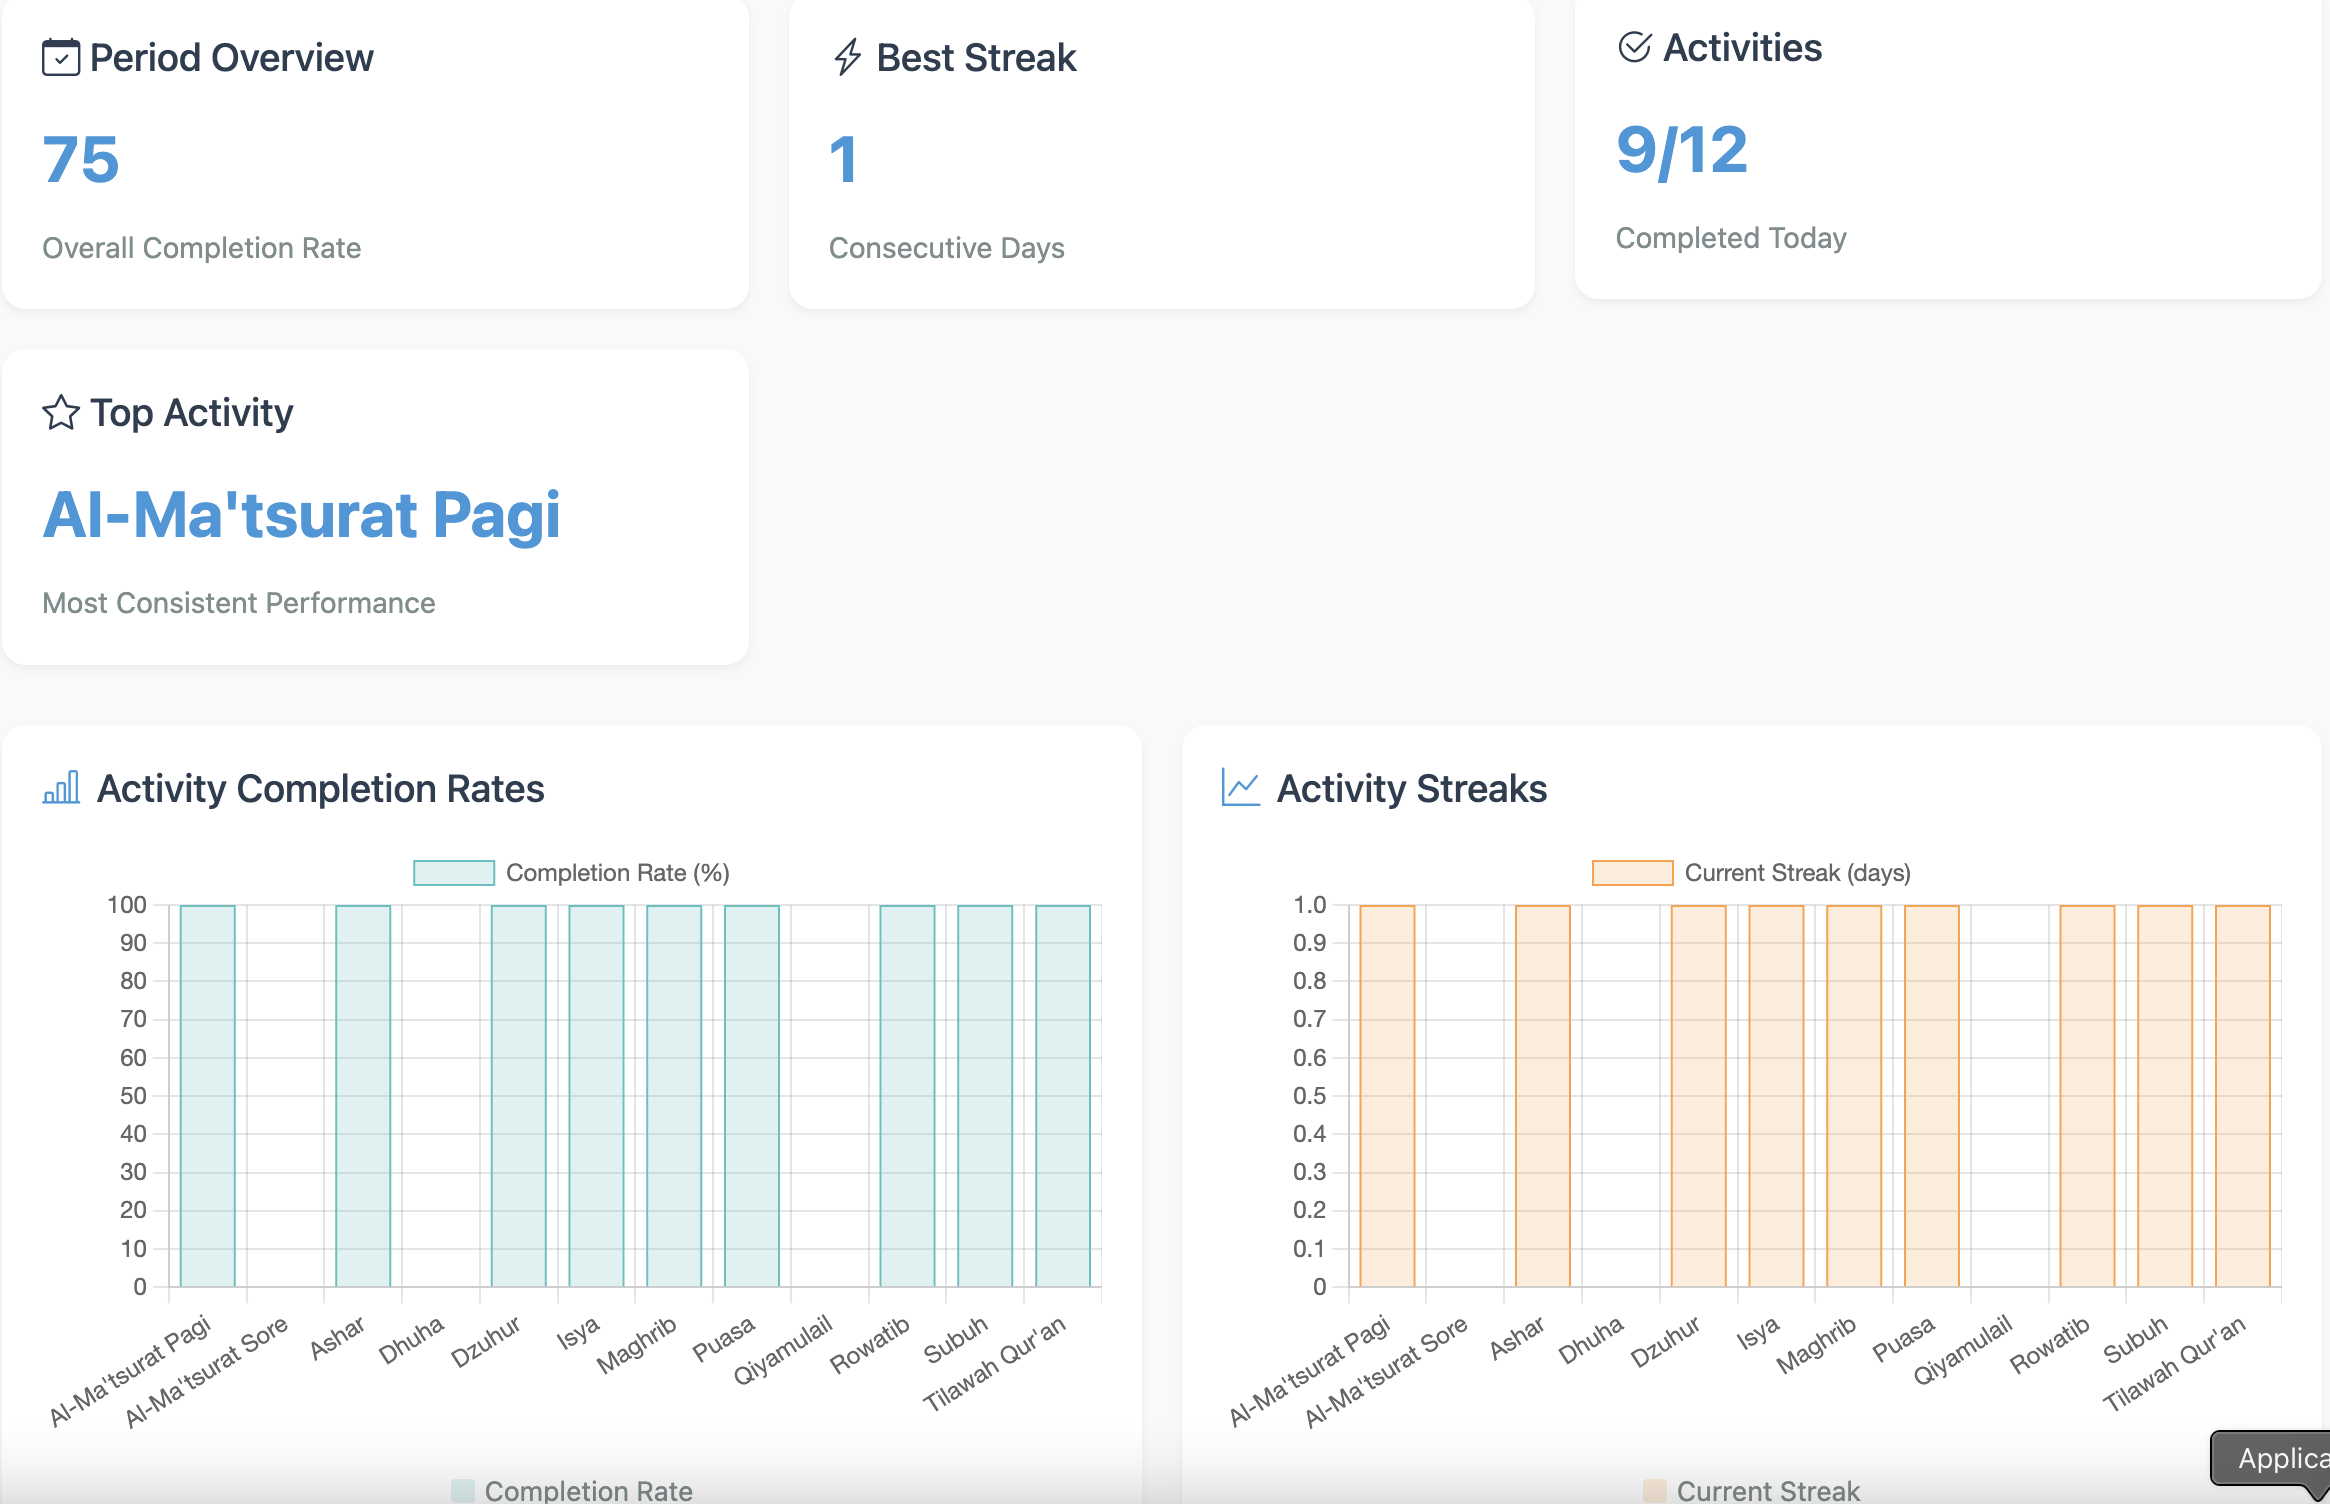 Period Overview
75
Overall Completion Rate
Best Streak
1
Consecutive Days
Activities
9/12
Completed Today
Top Activity
Al-Ma'tsurat Pagi
Most Consistent Performance
Activity Completion Rates
Completion Rate (%)
100
90
80
70
60
50
40
30
20
10
0
Al-Ma'tsurat Pagi
Al-Ma'tsurat Sore
Ashar
Dhuha
Dzuhur
Isya
Maghrib
Puasa
Qiyamulail
Rowatib
Subuh
Tilawah Qur'an
Completion Rate
Activity Streaks
Current Streak (days)
1.0
0.9
0.8
0.7
0.6
0.5
0.4
0.3
0.2
0.1
0
Al-Ma'tsurat Pagi
Al-Ma'tsurat Sore
Ashar
Dhuha
Dzuhur
Isya
Maghrib
Puasa
Qiyamulail
Rowatib
Subuh
Tilawah Qur'an
Current Streak